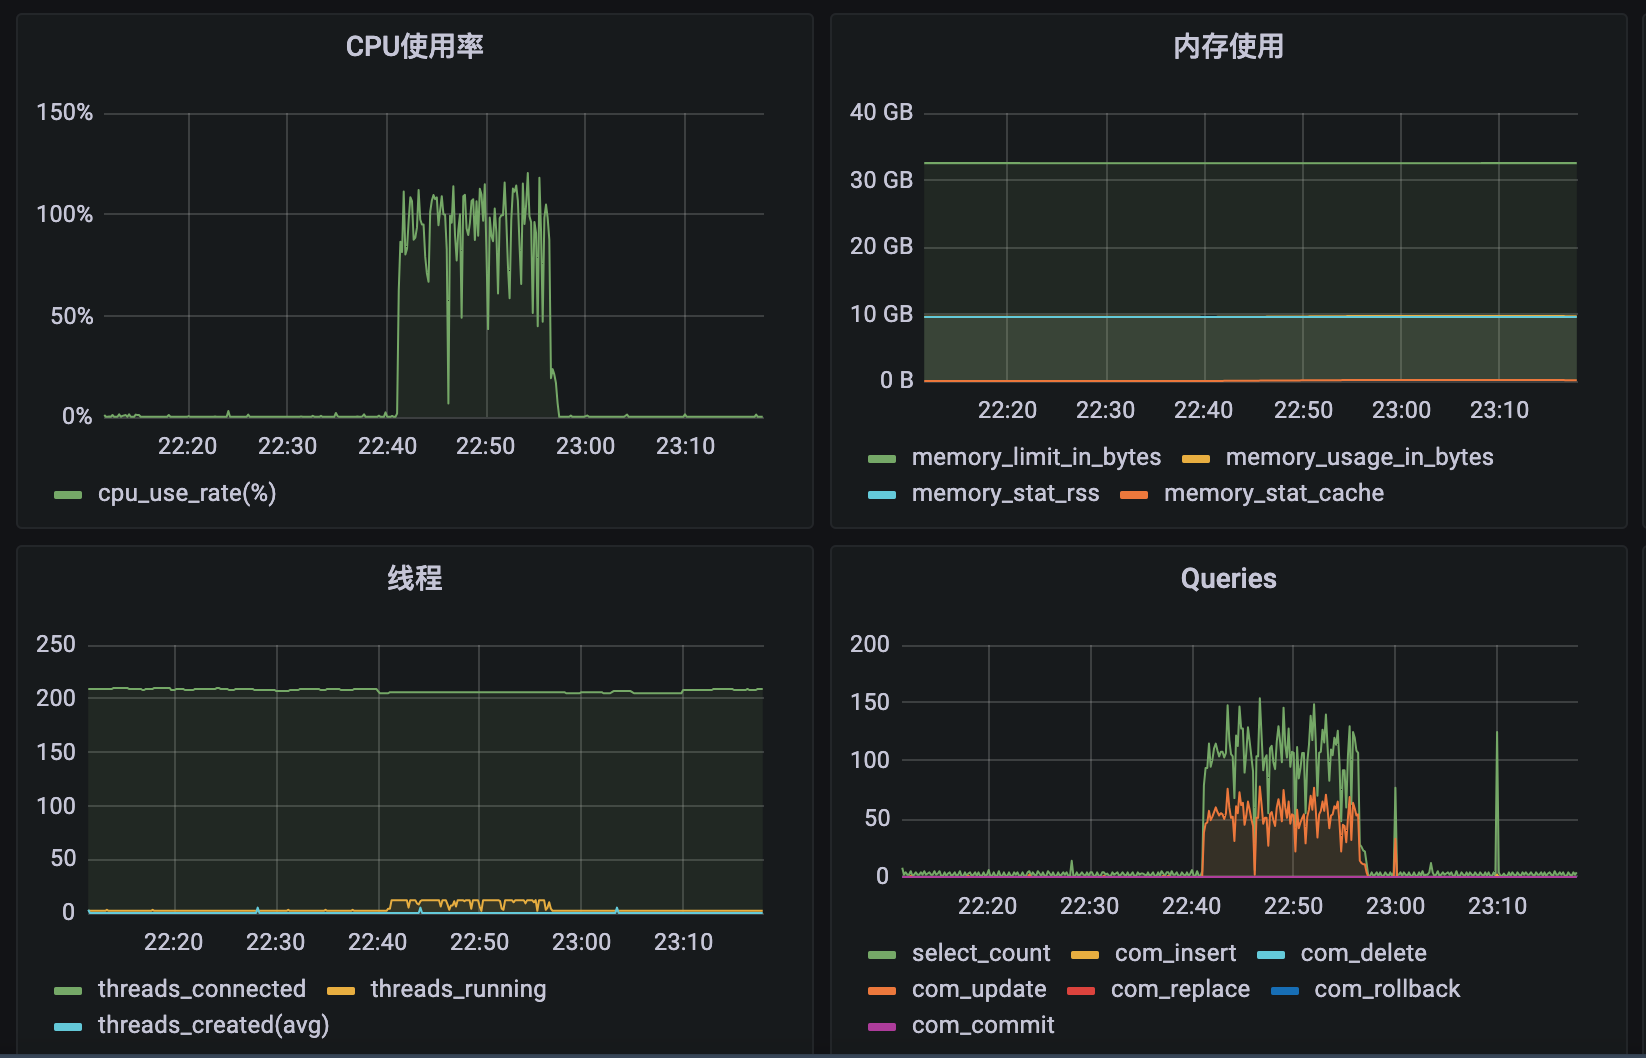 CPU使用率
150%
100%
50%
0%
22:20 22:30 22:40 22:50 23:00 23:10
cpu_use_rate(%)
内存使用
40 GB
30 GB
20 GB
10 GB
0 B
22:20 22:30 22:40 22:50 23:00 23:10
memory_limit_in_bytes memory_usage_in_bytes
memory_stat_rss memory_stat_cache
线程
250
200
150
100
50
0
22:20 22:30 22:40 22:50 23:00 23:10
threads_connected threads_running
threads_created(avg)
Queries
200
150
100
50
0
22:20 22:30 22:40 22:50 23:00 23:10
select_count com_insert com_delete
com_update com_replace com_rollback
com_commit